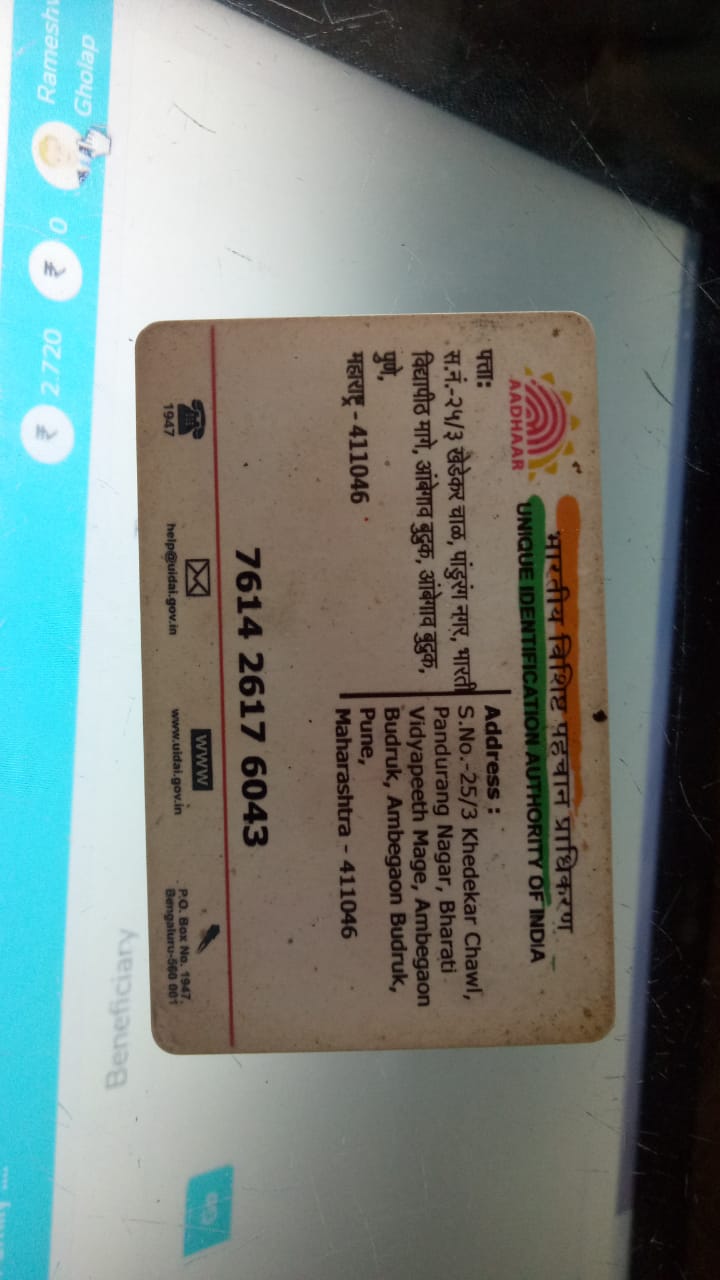 Gholap
₹ 0
₹ 2.720
भारतीय विशिष्ट पहचान प्राधिकरण
UNIQUE IDENTIFICATION AUTHORITY OF INDIA
AADHAAR
पत्ता:
स.नं.-२५/३ खेडेकर चाळ, पांडुरंग नगर, भारती
विद्यापीठ मागे, आंबेगाव बुद्रुक, आंबेगाव बुद्रुक,
पुणे,
महाराष्ट्र - 411046
Address :
S.No.-25/3 Khedekar Chawl,
Pandurang Nagar, Bharati
Vidyapeeth Mage, Ambegaon
Budruk, Ambegaon Budruk,
Pune,
Maharashtra - 411046
7614 2617 6043
1947
help@uidai.gov.in
www
www.uidai.gov.in
P.O. Box No. 1947,
Bengaluru-560 001
Beneficiary